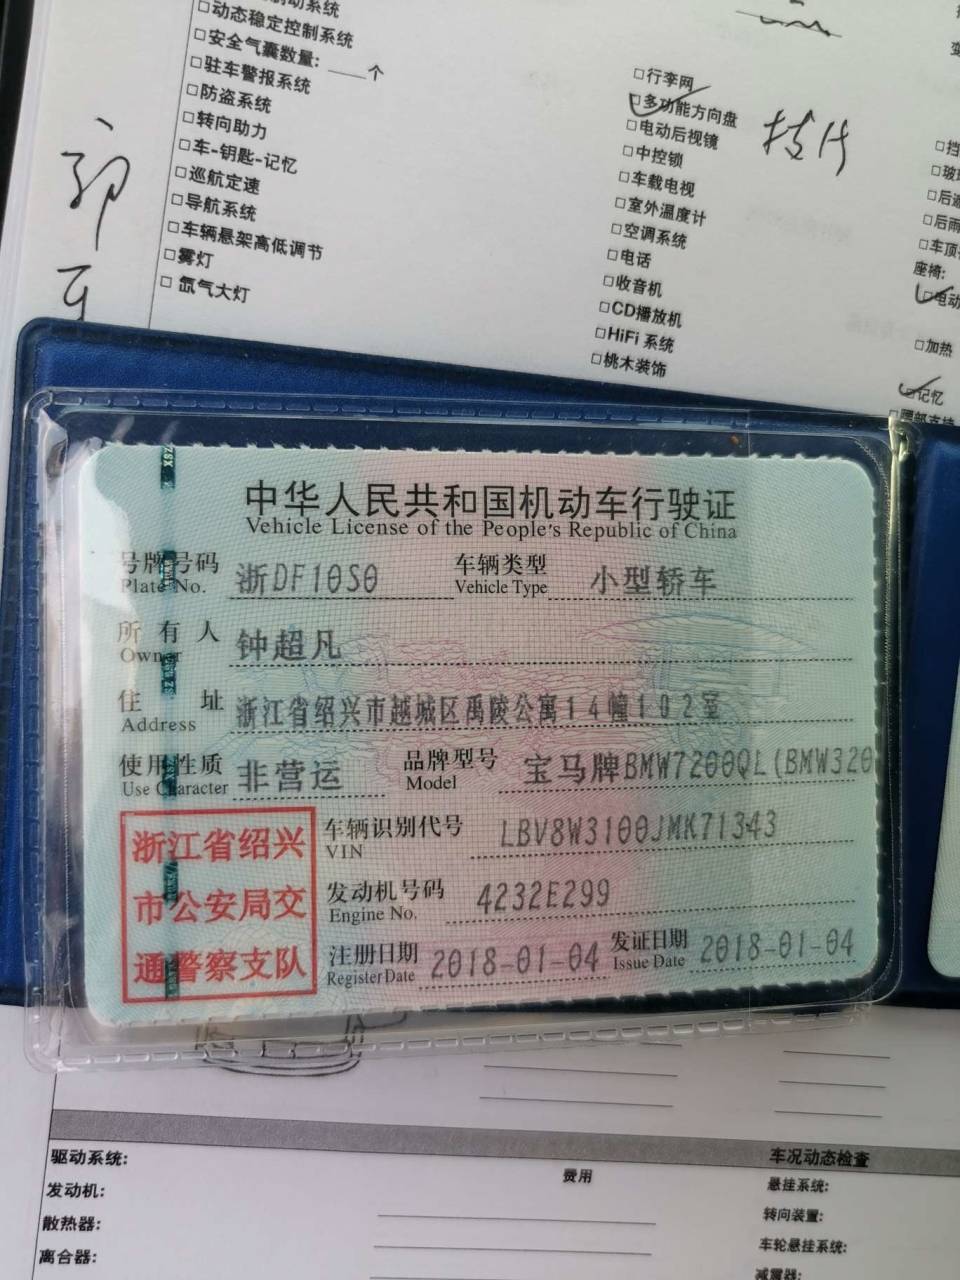 动态稳定控制系统
安全气囊数量: ____个
驻车警报系统
防盗系统
转向助力
车-钥匙-记忆
巡航定速
导航系统
车辆悬架高低调节
雾灯
氙气大灯
行李网
多功能方向盘
电动后视镜
中控锁
车载电视
室外温度计
空调系统
电话
收音机
CD播放机
HiFi 系统
桃木装饰
座椅:
电动
加热
记忆
中华人民共和国机动车行驶证
Vehicle License of the People's Republic of China
号牌号码 浙DF10S0 车辆类型 小型轿车
Plate No. Vehicle Type
所有人 钟超凡
Owner
住址 浙江省绍兴市越城区禹陵公寓14幢102室
Address
使用性质 非营运 品牌型号 宝马牌BMW7200QL(BMW320
Use Character Model
浙江省绍兴
市公安局交
通警察支队
车辆识别代号 LBV8W3100JMK71343
VIN
发动机号码 4232E299
Engine No.
注册日期 2018-01-04 发证日期 2018-01-04
Register Date Issue Date
驱动系统: 费用 车况动态检查
发动机: 悬挂系统:
散热器: 转向装置:
离合器: 车轮悬挂系统:
减震器: